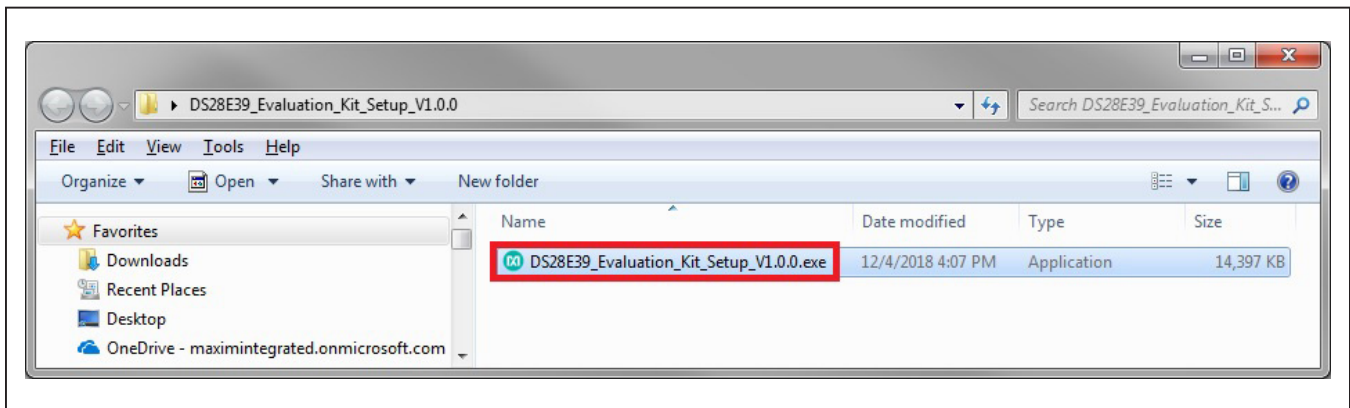 DS28E39_Evaluation_Kit_Setup_V1.0.0
Search DS28E39_Evaluation_Kit_S...
File Edit View Tools Help
Organize Open Share with New folder
Name Date modified Type Size
Favorites
DS28E39_Evaluation_Kit_Setup_V1.0.0.exe 12/4/2018 4:07 PM Application 14,397 KB
Downloads
Recent Places
Desktop
OneDrive - maximintegrated.onmicrosoft.com